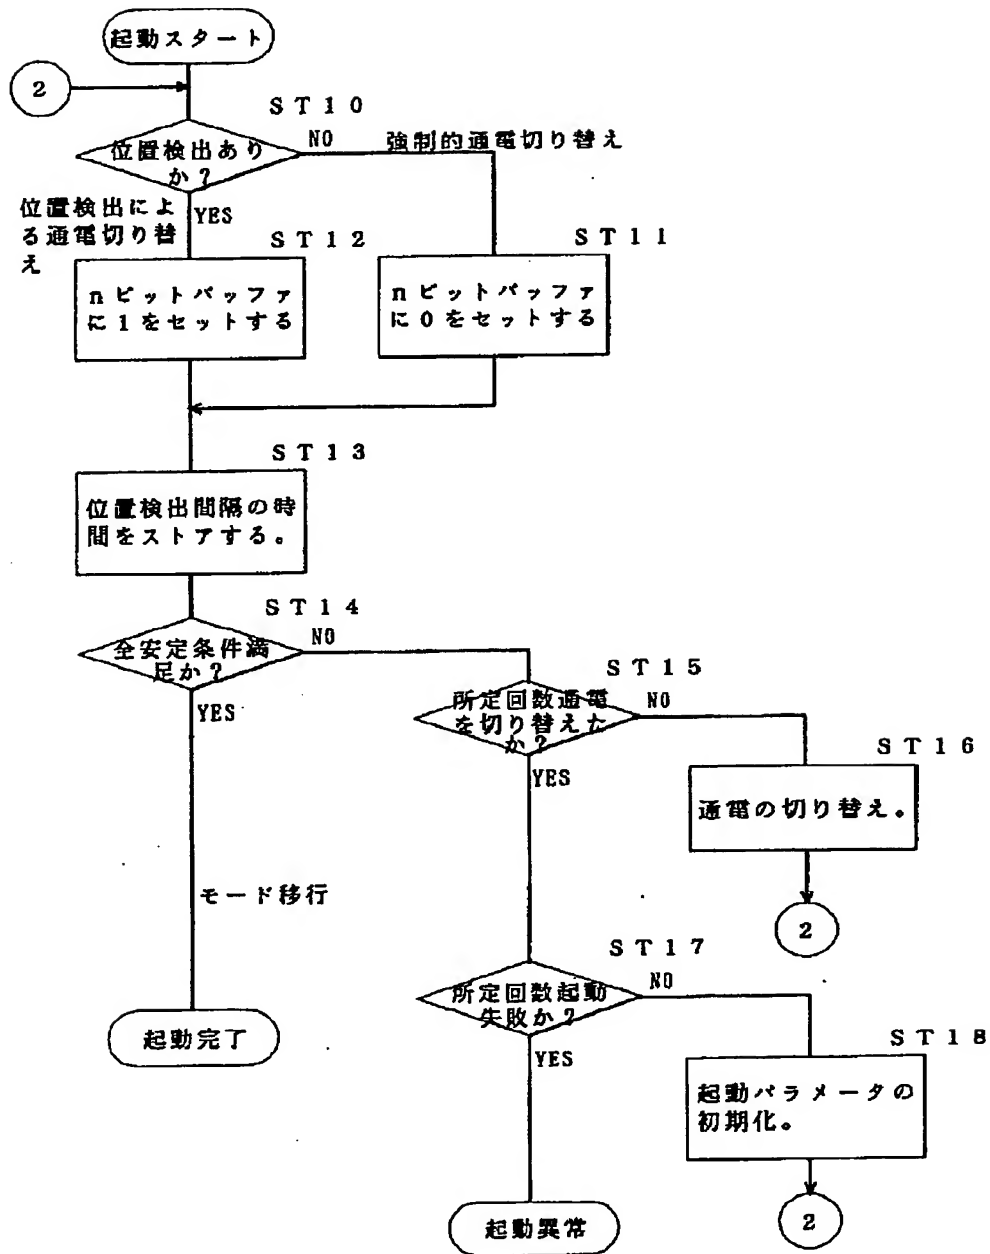 起動スタート
2
ST10
位置検出あり
か?
NO
強制的通電切り替え
位置検出によ
る通電切り替
え
YES
ST12
ST11
nビットバッファ
に1をセットする
nビットバッファ
に0をセットする
ST13
位置検出間隔の時
間をストアする。
ST14
全安定条件満
足か?
NO
YES
ST15
所定回数通電
を切り替えた
か?
NO
YES
ST16
通電の切り替え。
2
モード移行
ST17
所定回数起動
失敗か?
NO
YES
起動完了
ST18
起動パラメータの
初期化。
2
起動異常